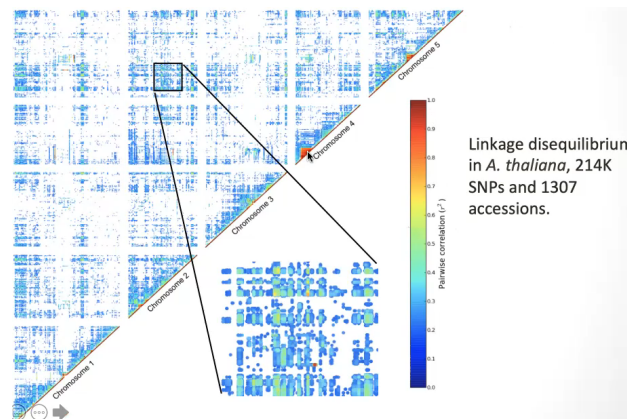 Chromosome 5
Chromosome 4
Chromosome 3
Chromosome 2
Chromosome 1
1.0
0.9
0.8
0.7
0.6
0.5
0.4
0.3
0.2
0.1
0.0
Pairwise correlation (r²)
Linkage disequilibrium
in A. thaliana, 214K
SNPs and 1307
accessions.